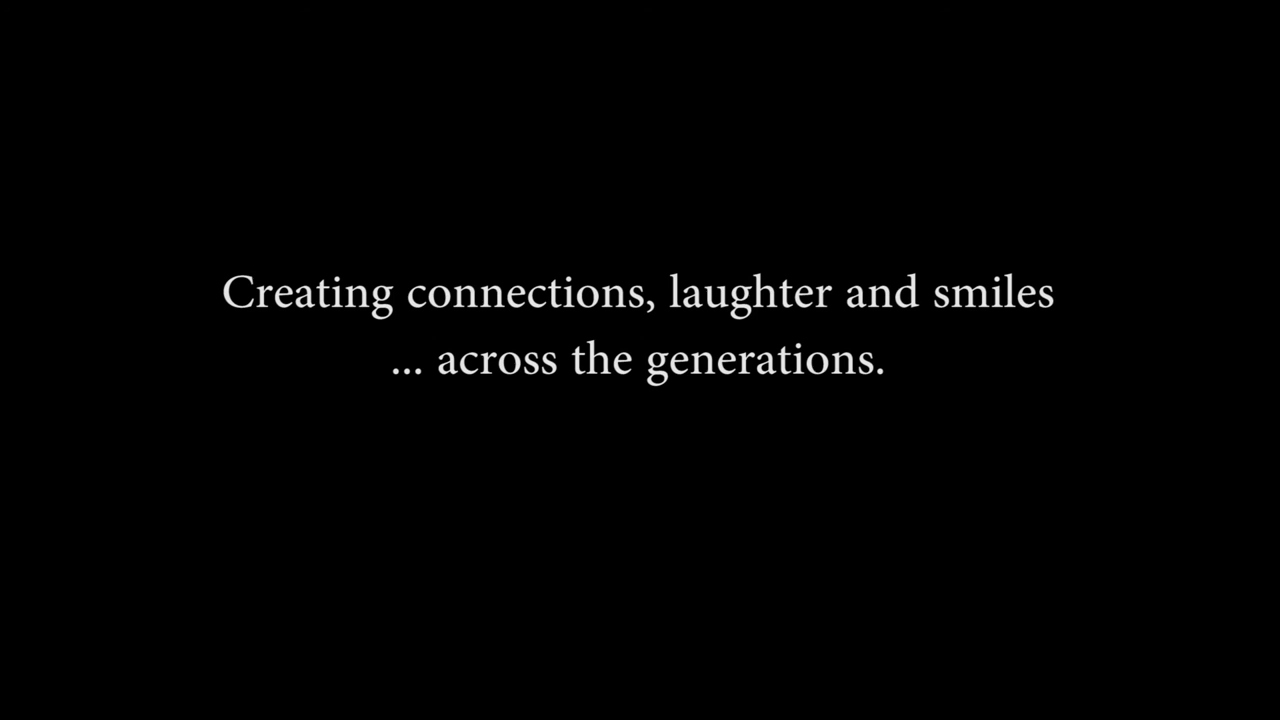 Creating connections, laughter and smiles
... across the generations.